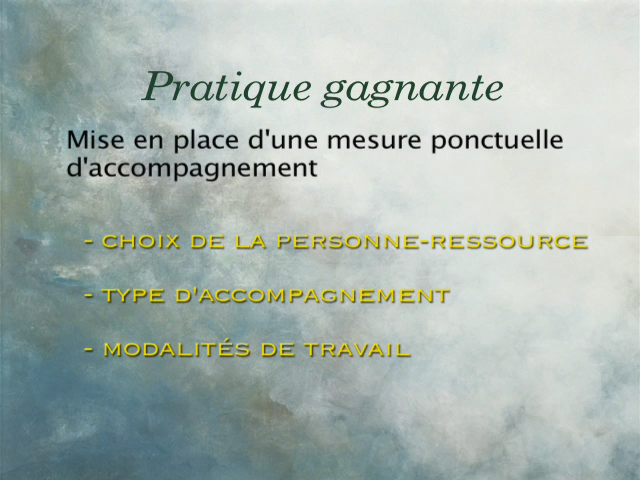 Pratique gagnante
Mise en place d'une mesure ponctuelle
d'accompagnement
- CHOIX DE LA PERSONNE-RESSOURCE
- TYPE D'ACCOMPAGNEMENT
- MODALITÉS DE TRAVAIL